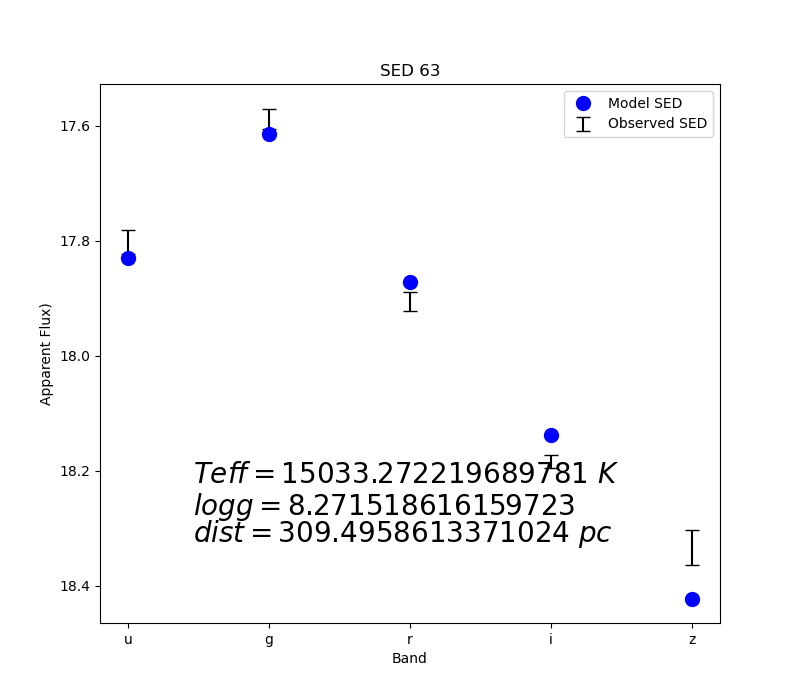 SED 63
Model SED
Observed SED
17.6
17.8
18.0
18.2
18.4
Apparent Flux)
Teff = 15033.272219689781 K
logg = 8.271518616159723
dist = 309.4958613371024 pc
u g r i z
Band